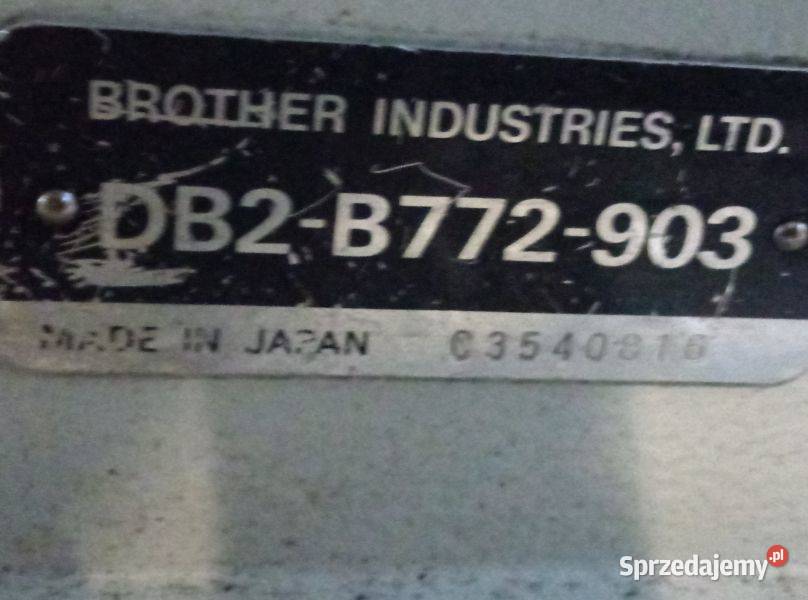 BROTHER INDUSTRIES, LTD.
DB2-B772-903
MADE IN JAPAN
Sprzedajemy.pl